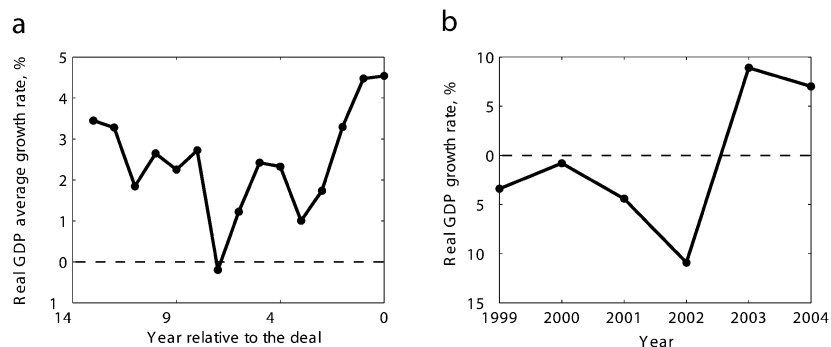 a
Real GDP average growth rate, %
5
4
3
2
1
0
1
14 9 4 0
Year relative to the deal
b
Real GDP growth rate, %
10
5
0
5
10
15
1999 2000 2001 2002 2003 2004
Year